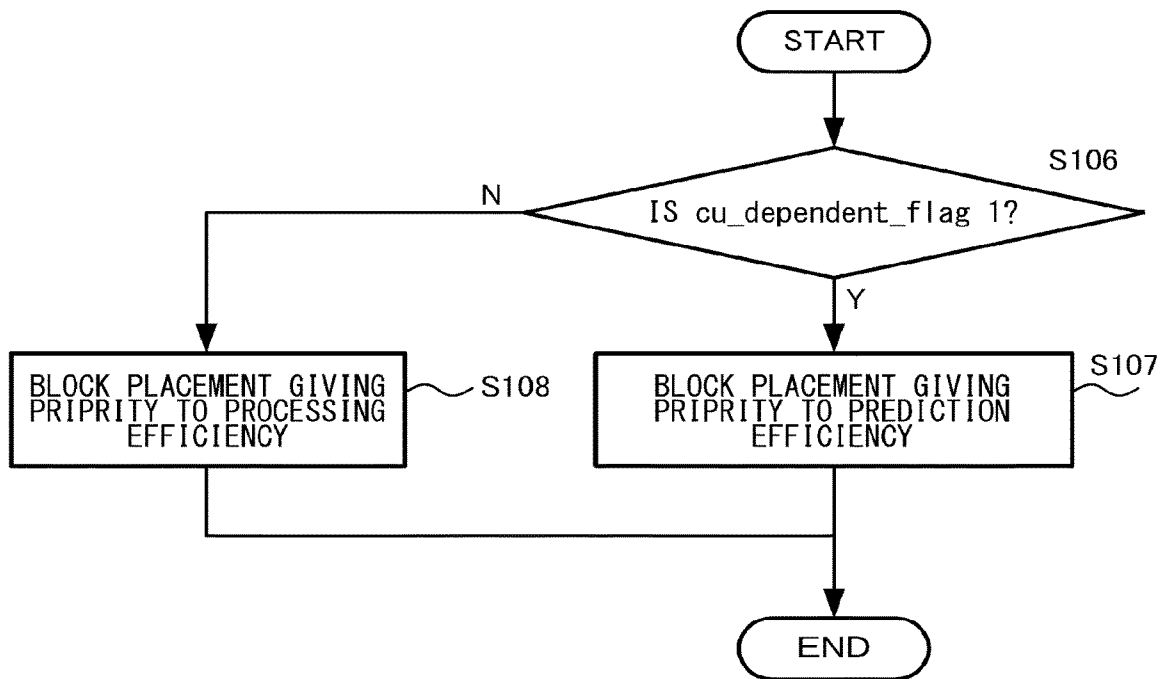 START
S106
N
IS cu_dependent_flag 1?
Y
BLOCK PLACEMENT GIVING
PRIPRITY TO PROCESSING
EFFICIENCY
S108
BLOCK PLACEMENT GIVING
PRIPRITY TO PREDICTION
EFFICIENCY
S107
END